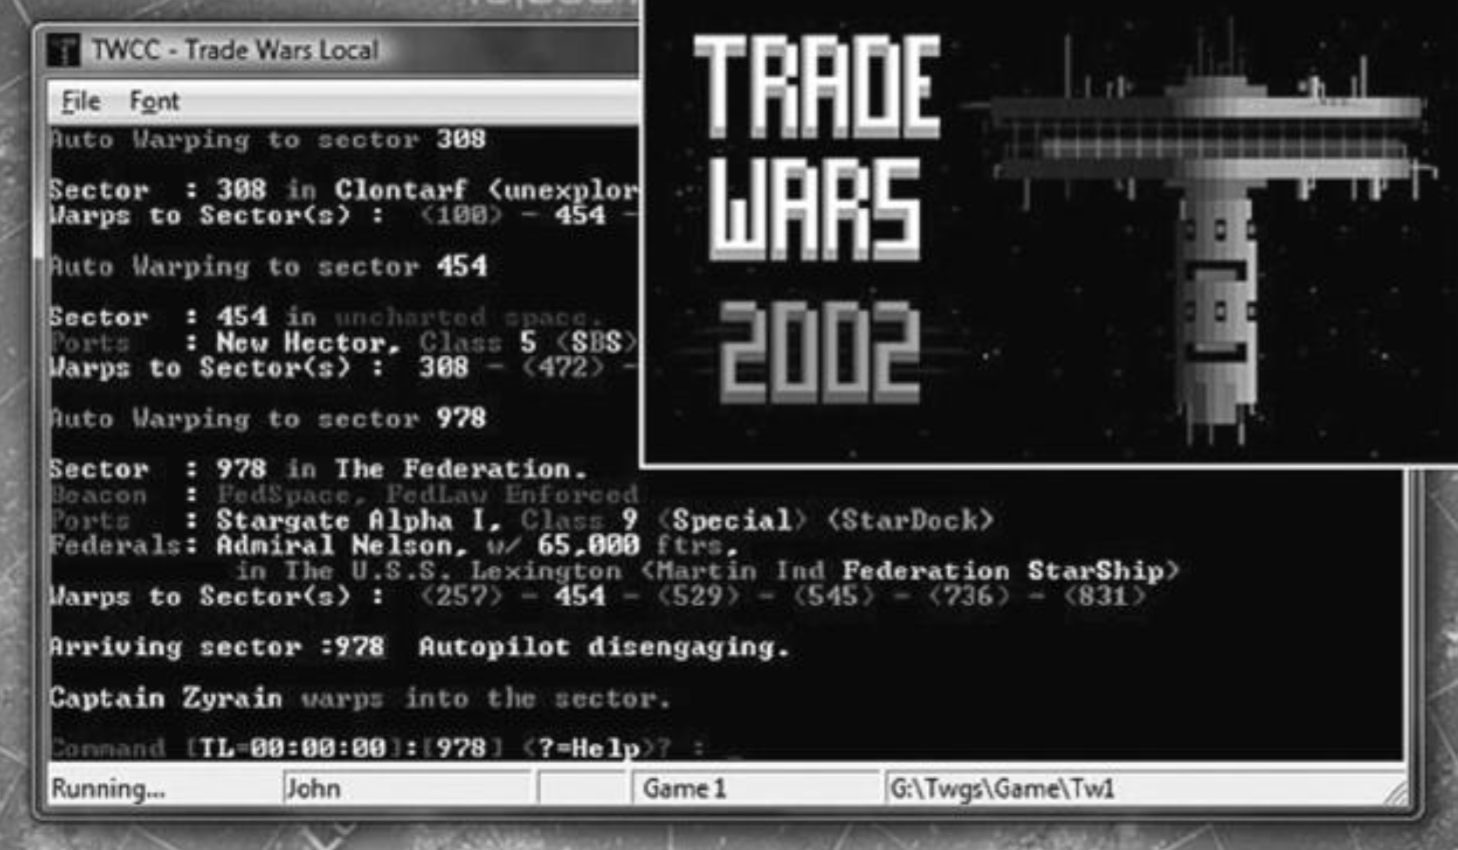 TWCC - Trade Wars Local
File Font
Auto Warping to sector 308
Sector : 308 in Clontarf (unexplor
Warps to Sector(s) : (100) - 454 -
Auto Warping to sector 454
Sector : 454 in uncharted space.
Ports : New Hector, Class 5 (SBS)
Warps to Sector(s) : 308 - (472) -
Auto Warping to sector 978
Sector : 978 in The Federation.
Beacon : FedSpace, FedLaw Enforced
Ports : Stargate Alpha I, Class 9 (Special) (StarDock)
Federals: Admiral Nelson, w/ 65,000 ftrs,
in The U.S.S. Lexington (Martin Ind Federation StarShip)
Warps to Sector(s) : (257) - 454 - (529) - (545) - (736) - (831)
Arriving sector :978 Autopilot disengaging.
Captain Zyrain warps into the sector.
Command [TL=00:00:00]:[978] (?=Help)? : _
Running... John Game 1 G:\Twgs\Game\Tw1
TRADE
WARS
2002